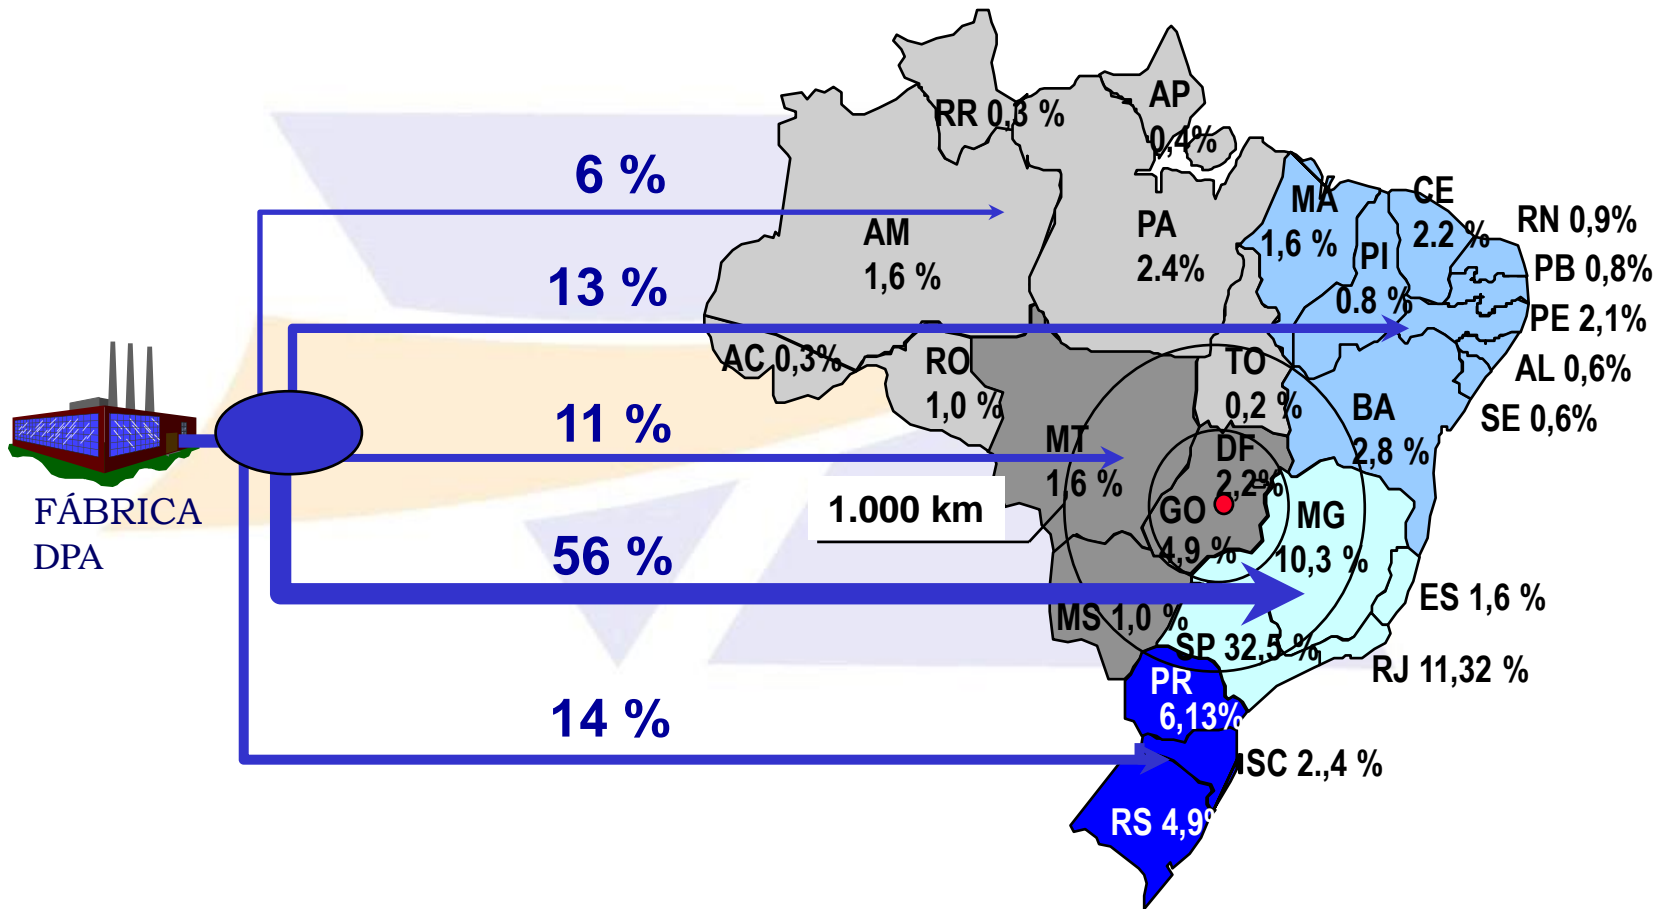 RR 0,3 %
AP
0,4%
6 %
AM
1,6 %
PA
2.4%
MÁ
1,6 %
CE
2.2 %
PI
0.8 %
RN 0,9%
PB 0,8%
PE 2,1%
AL 0,6%
SE 0,6%
13 %
AC 0,3%
RO
1,0 %
TO
0,2 %
BA
2,8 %
11 %
MT
1,6 %
DF
2,2%
GO
4,9 %
MG
10,3 %
1.000 km
FÁBRICA
DPA
56 %
MS 1,0 %
ES 1,6 %
SP 32,5 %
RJ 11,32 %
PR
6,13%
14 %
SC 2.,4 %
RS 4,9%